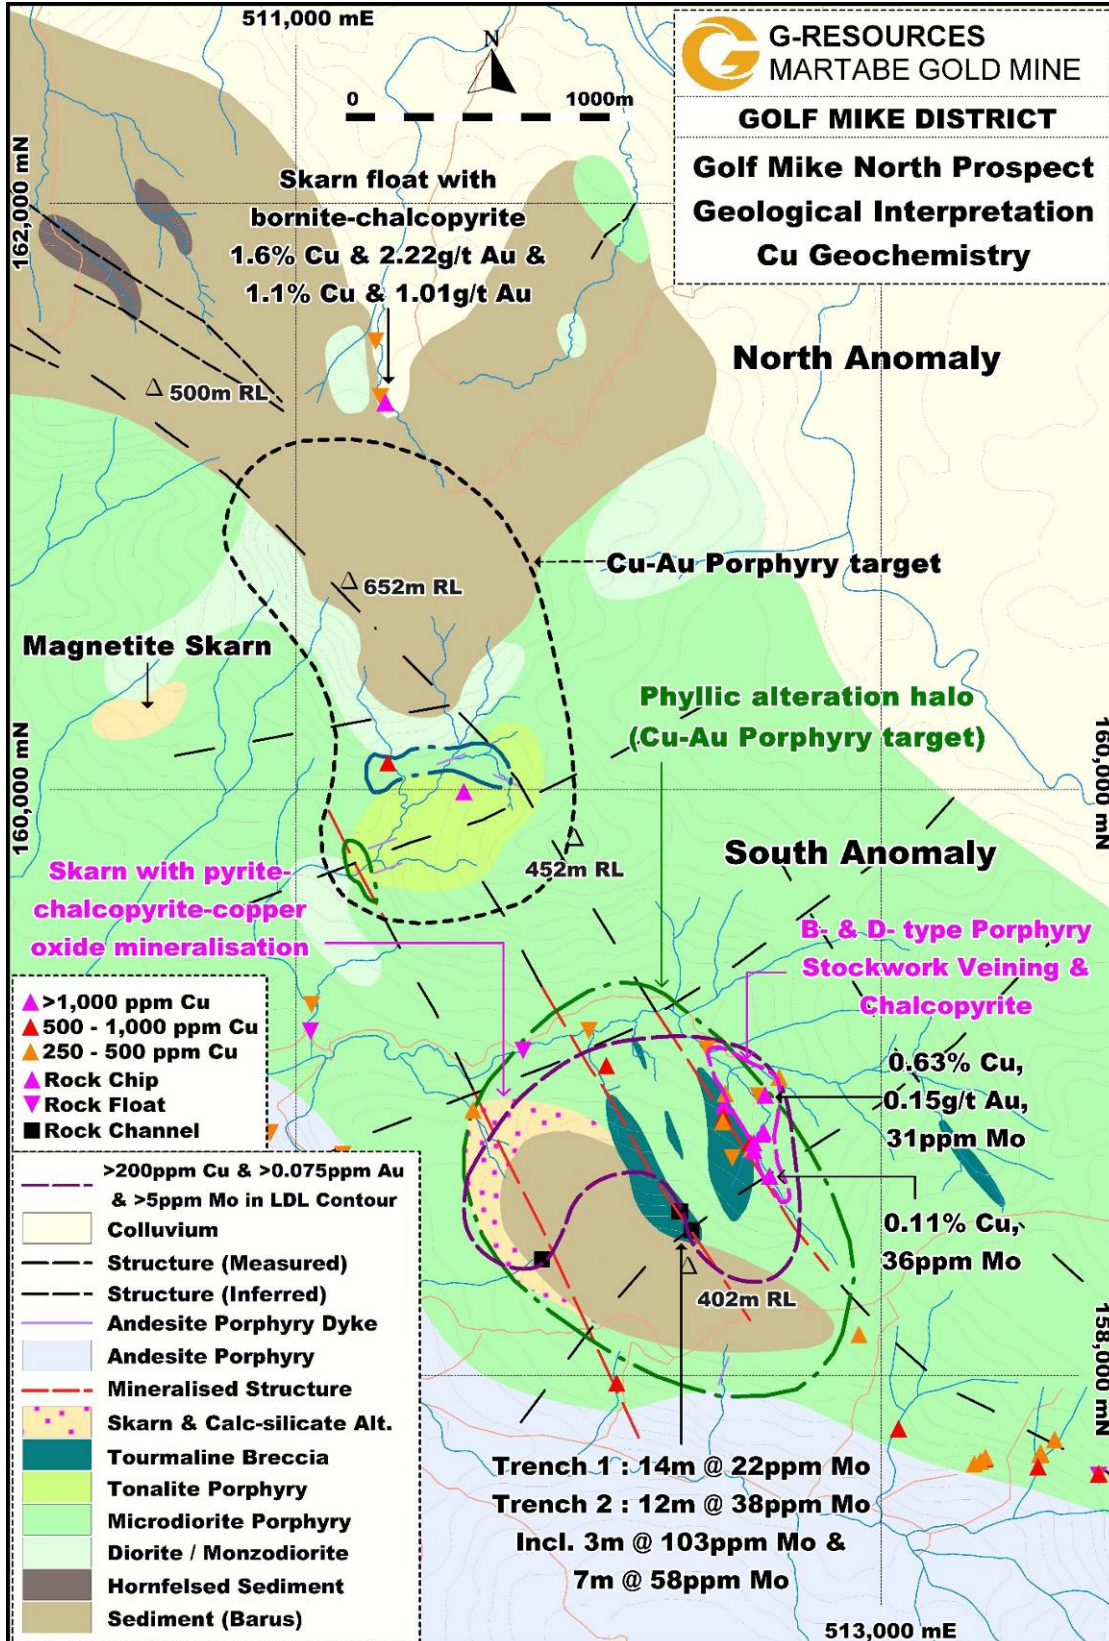 511,000 mE
N
0 1000m
G-RESOURCES
MARTABE GOLD MINE
GOLF MIKE DISTRICT
Golf Mike North Prospect
Geological Interpretation
Cu Geochemistry
162,000 mN
Skarn float with
bornite-chalcopyrite
1.6% Cu & 2.22g/t Au &
1.1% Cu & 1.01g/t Au
North Anomaly
500m RL
Cu-Au Porphyry target
652m RL
Magnetite Skarn
Phyllic alteration halo
(Cu-Au Porphyry target)
160,000 mN
160,000 mN
452m RL
South Anomaly
Skarn with pyrite-
chalcopyrite-copper
oxide mineralisation
B- & D- type Porphyry
Stockwork Veining &
Chalcopyrite
>1,000 ppm Cu
500 - 1,000 ppm Cu
250 - 500 ppm Cu
Rock Chip
Rock Float
Rock Channel
0.63% Cu,
0.15g/t Au,
31ppm Mo
0.11% Cu,
36ppm Mo
402m RL
158,000 mN
>200ppm Cu & >0.075ppm Au
& >5ppm Mo in LDL Contour
Colluvium
Structure (Measured)
Structure (Inferred)
Andesite Porphyry Dyke
Andesite Porphyry
Mineralised Structure
Skarn & Calc-silicate Alt.
Tourmaline Breccia
Tonalite Porphyry
Microdiorite Porphyry
Diorite / Monzodiorite
Hornfelsed Sediment
Sediment (Barus)
Trench 1 : 14m @ 22ppm Mo
Trench 2 : 12m @ 38ppm Mo
Incl. 3m @ 103ppm Mo &
7m @ 58ppm Mo
513,000 mE